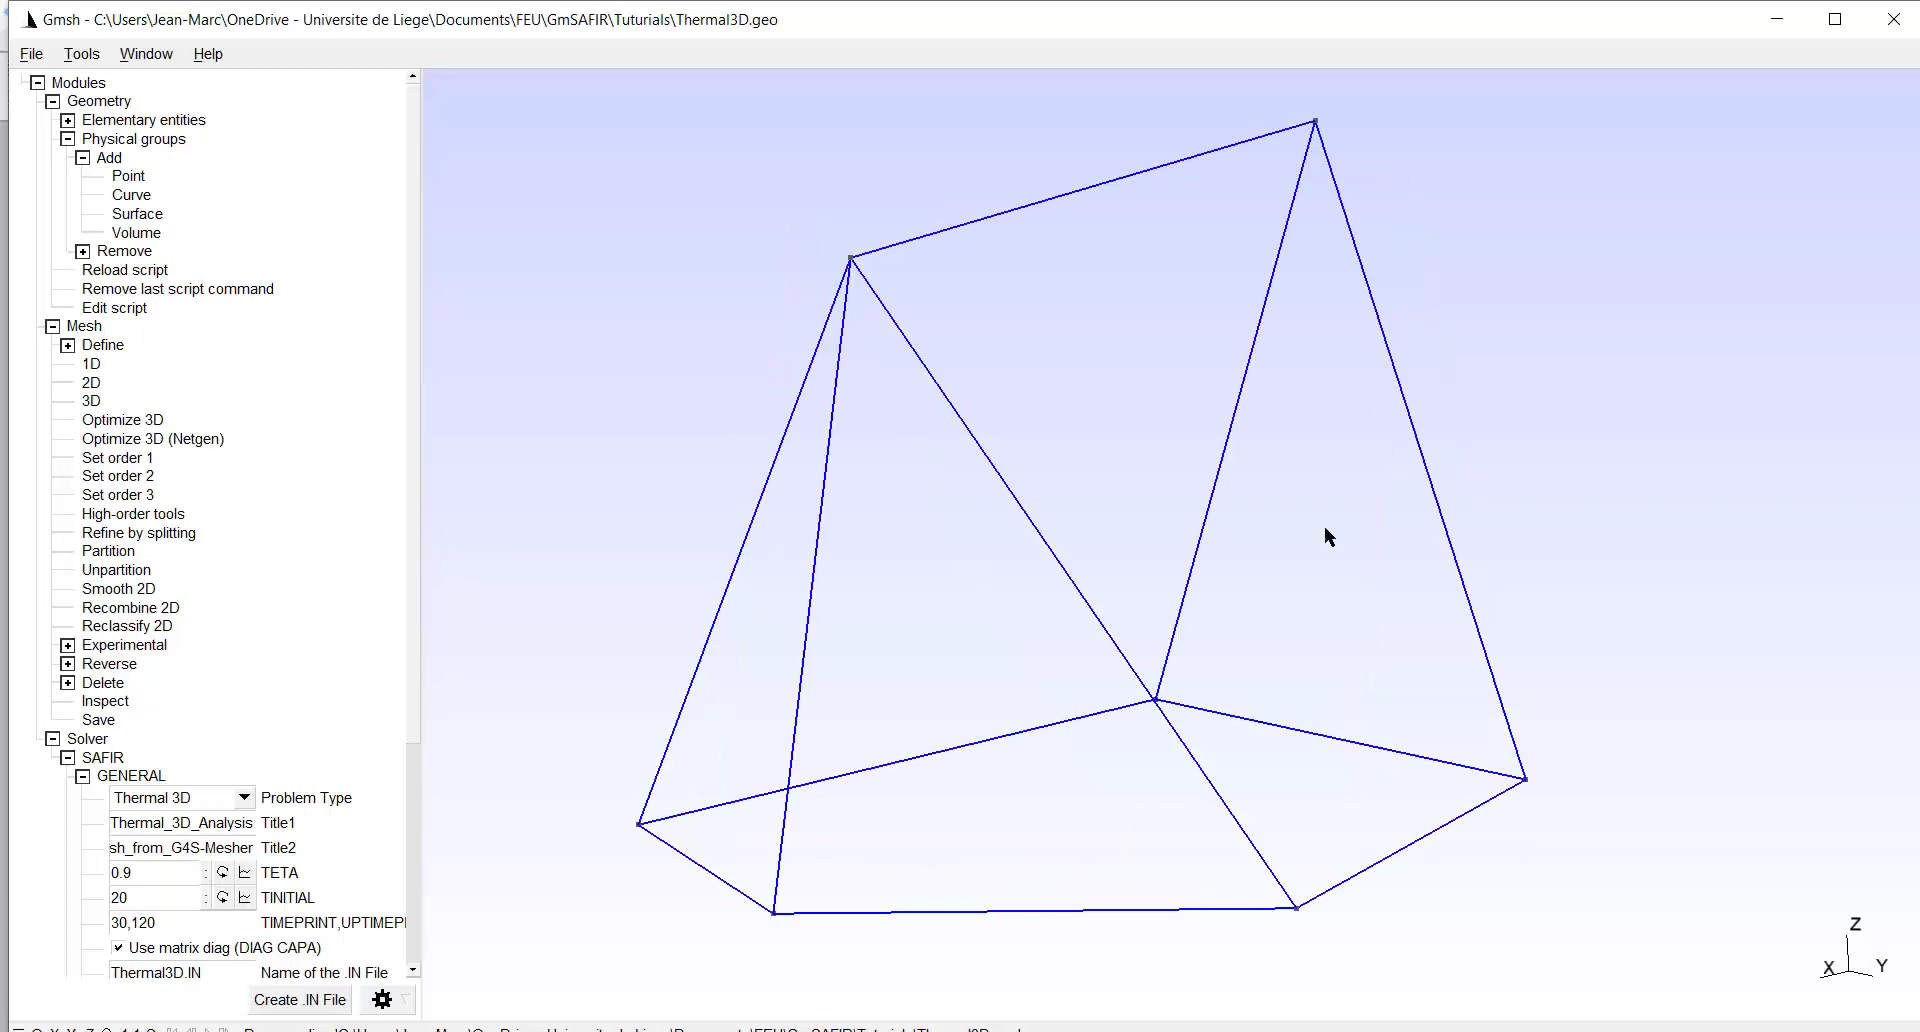 Gmsh - C:\Users\Jean-Marc\OneDrive - Universite de Liege\Documents\FEU\GmSAFIR\Tuturials\Thermal3D.geo
File Tools Window Help
Modules
Geometry
Elementary entities
Physical groups
Add
Point
Curve
Surface
Volume
Remove
Reload script
Remove last script command
Edit script
Mesh
Define
1D
2D
3D
Optimize 3D
Optimize 3D (Netgen)
Set order 1
Set order 2
Set order 3
High-order tools
Refine by splitting
Partition
Unpartition
Smooth 2D
Recombine 2D
Reclassify 2D
Experimental
Reverse
Delete
Inspect
Save
Solver
SAFIR
GENERAL
Thermal 3D Problem Type
Thermal_3D_Analysis Title1
sh_from_G4S-Mesher Title2
0.9 : TETA
20 : TINITIAL
30,120 TIMEPRINT,UPTIMEP
Use matrix diag (DIAG CAPA)
Thermal3D.IN Name of the .IN File
Create .IN File
Z
X Y